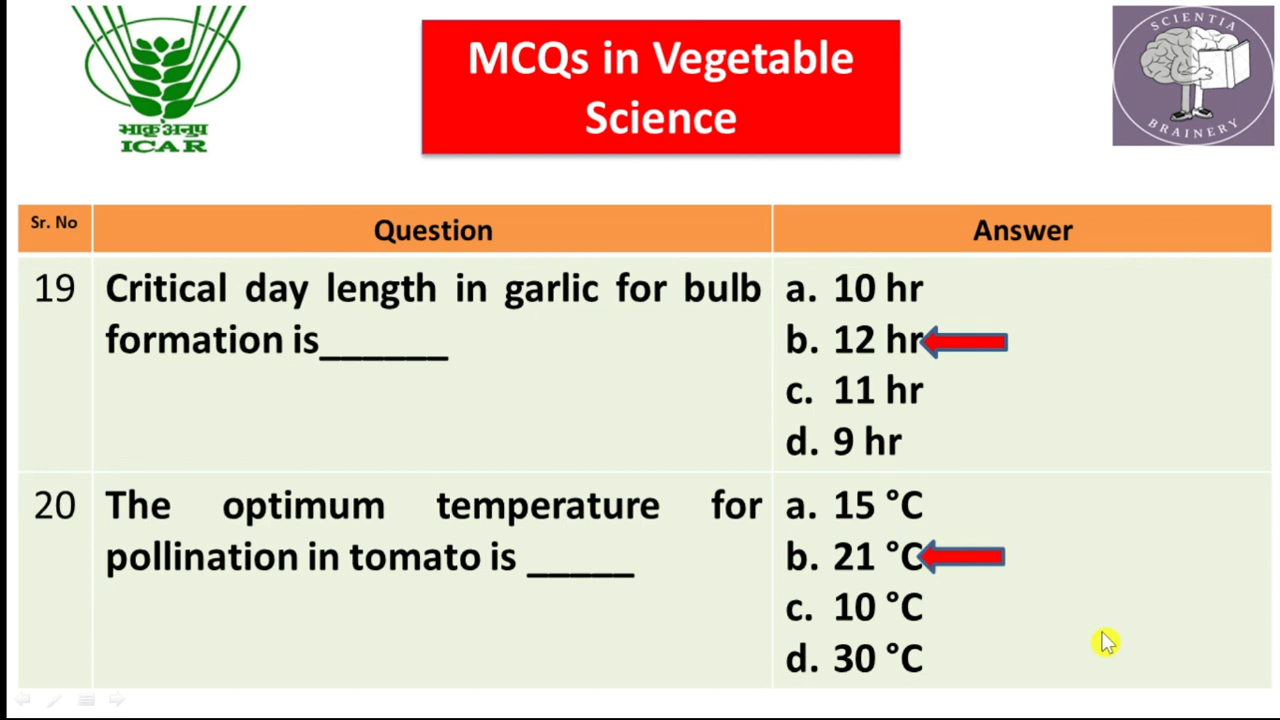 भाकृअनुप
ICAR
MCQs in Vegetable
Science
SCIENTIA
BRAINERY
Sr. No Question Answer
19 Critical day length in garlic for bulb
formation is______
a. 10 hr
b. 12 hr
c. 11 hr
d. 9 hr
20 The optimum temperature for
pollination in tomato is _____
a. 15 °C
b. 21 °C
c. 10 °C
d. 30 °C